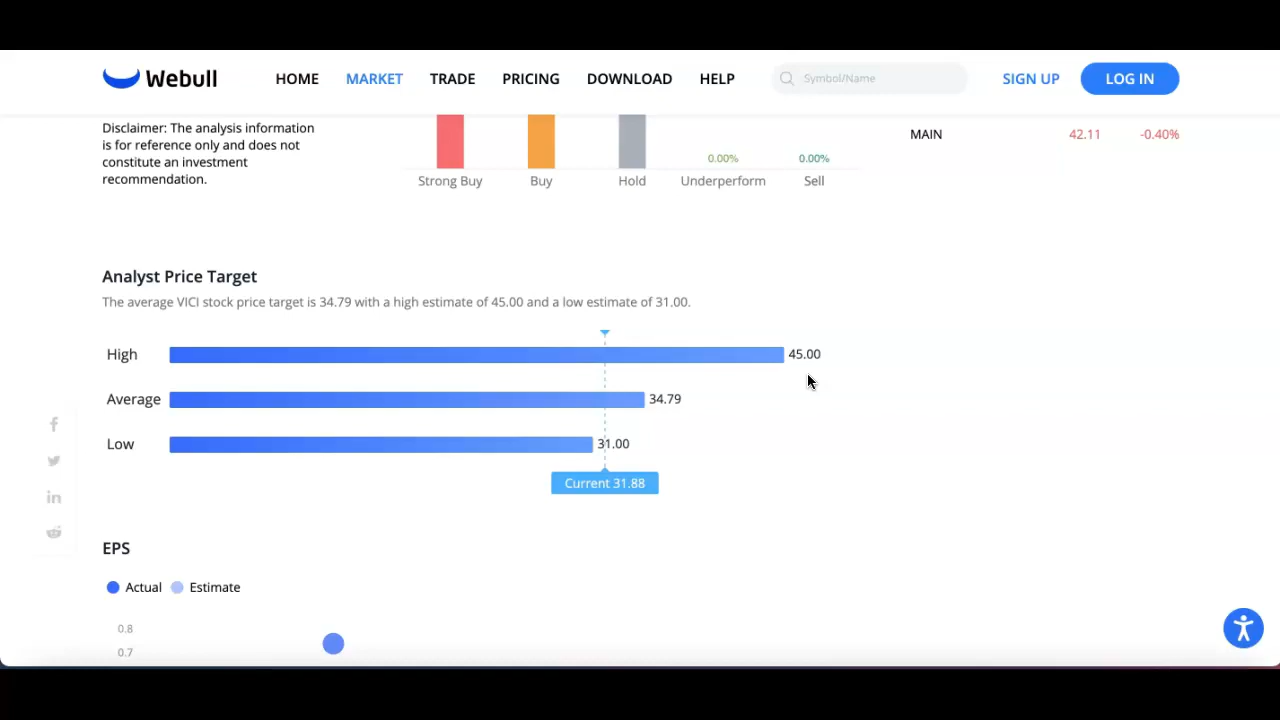 Webull
HOME MARKET TRADE PRICING DOWNLOAD HELP Symbol/Name SIGN UP LOG IN
Disclaimer: The analysis information
is for reference only and does not
constitute an investment
recommendation.
0.00% 0.00%
Strong Buy Buy Hold Underperform Sell
MAIN 42.11 -0.40%
Analyst Price Target
The average VICI stock price target is 34.79 with a high estimate of 45.00 and a low estimate of 31.00.
High 45.00
Average 34.79
Low 31.00
Current 31.88
EPS
Actual Estimate
0.8
0.7